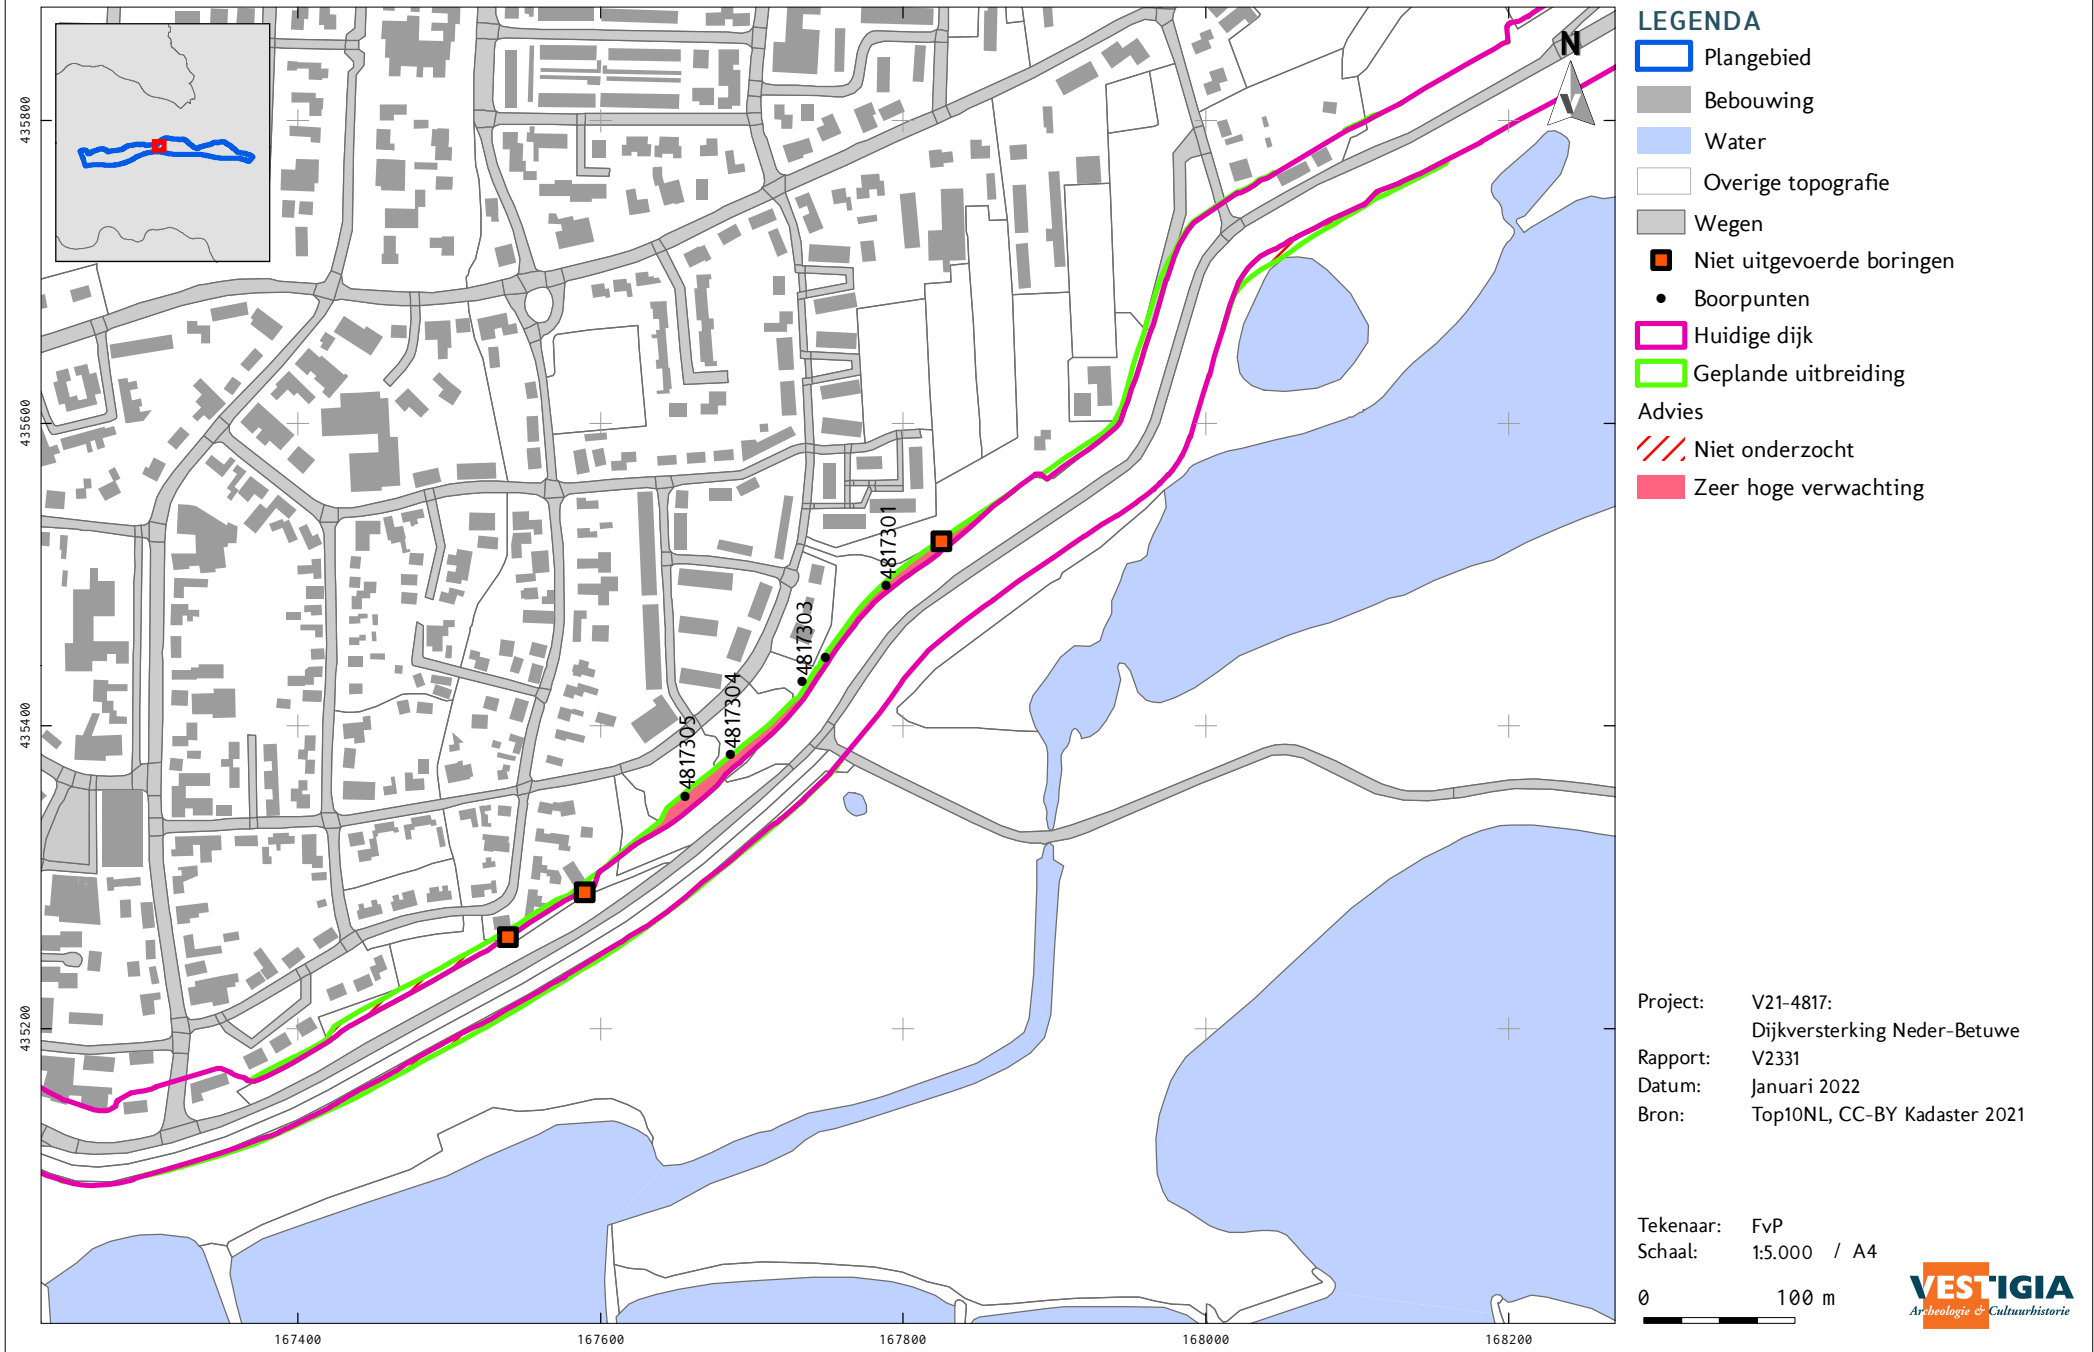 LEGENDA
Plangebied
Bebouwing
Water
Overige topografie
Wegen
Niet uitgevoerde boringen
Boorpunten
Huidige dijk
Geplande uitbreiding
Advies
Niet onderzocht
Zeer hoge verwachting
N
435800
435600
435400
435200
4817301
4817303
4817304
4817305
167400
167600
167800
168000
168200
Project: V21-4817:
Dijkversterking Neder-Betuwe
Rapport: V2331
Datum: Januari 2022
Bron: Top10NL, CC-BY Kadaster 2021
Tekenaar: FvP
Schaal: 1:5.000 / A4
0 100 m
VESTIGIA
Archeologie & Cultuurhistorie